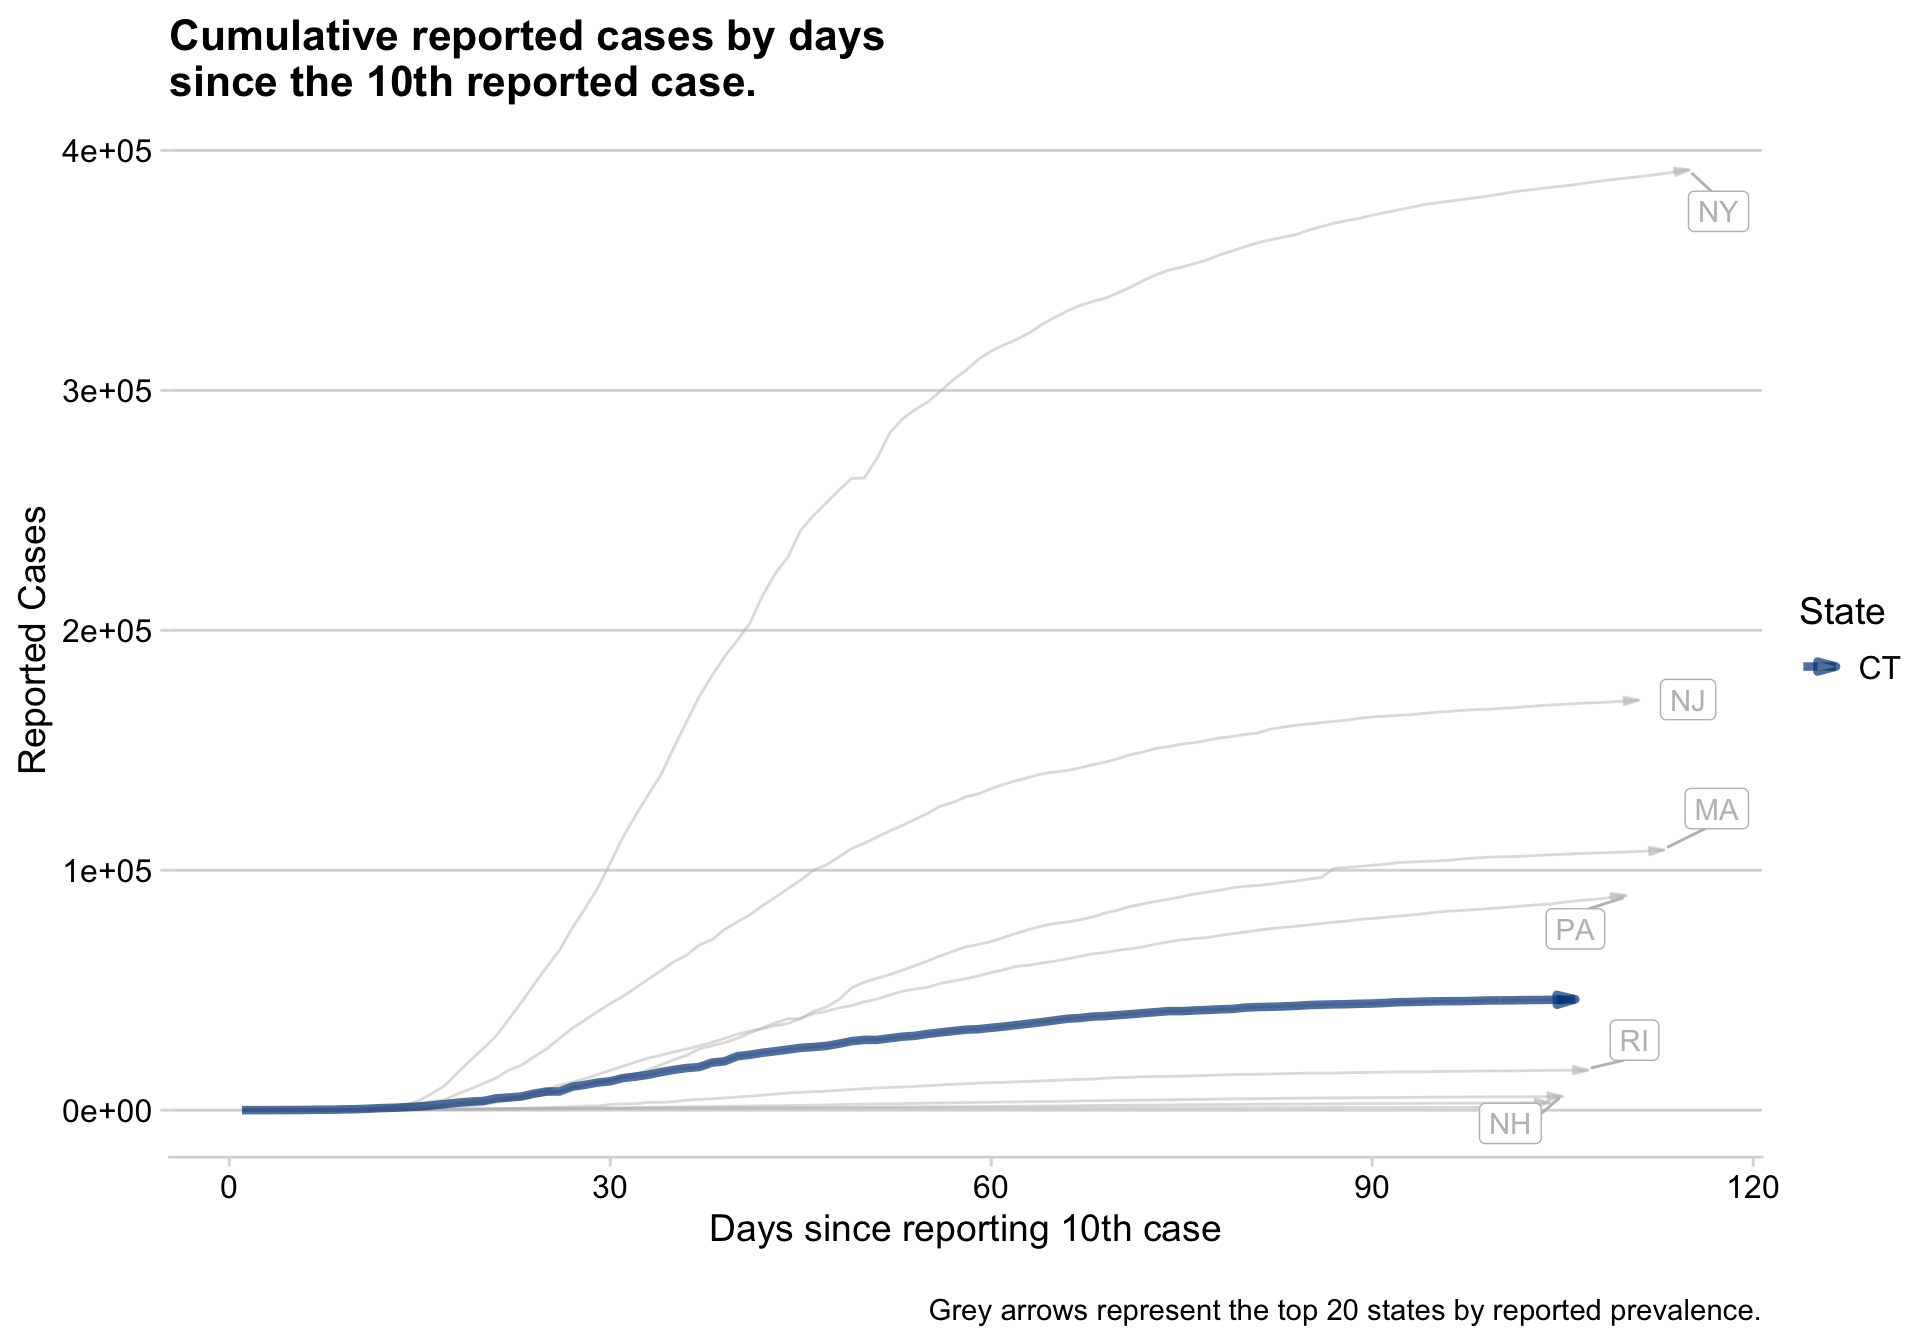 Cumulative reported cases by days
since the 10th reported case.
4e+05
3e+05
2e+05
1e+05
0e+00
Reported Cases
NY
NJ
MA
PA
RI
NH
State
CT
0
30
60
90
120
Days since reporting 10th case
Grey arrows represent the top 20 states by reported prevalence.